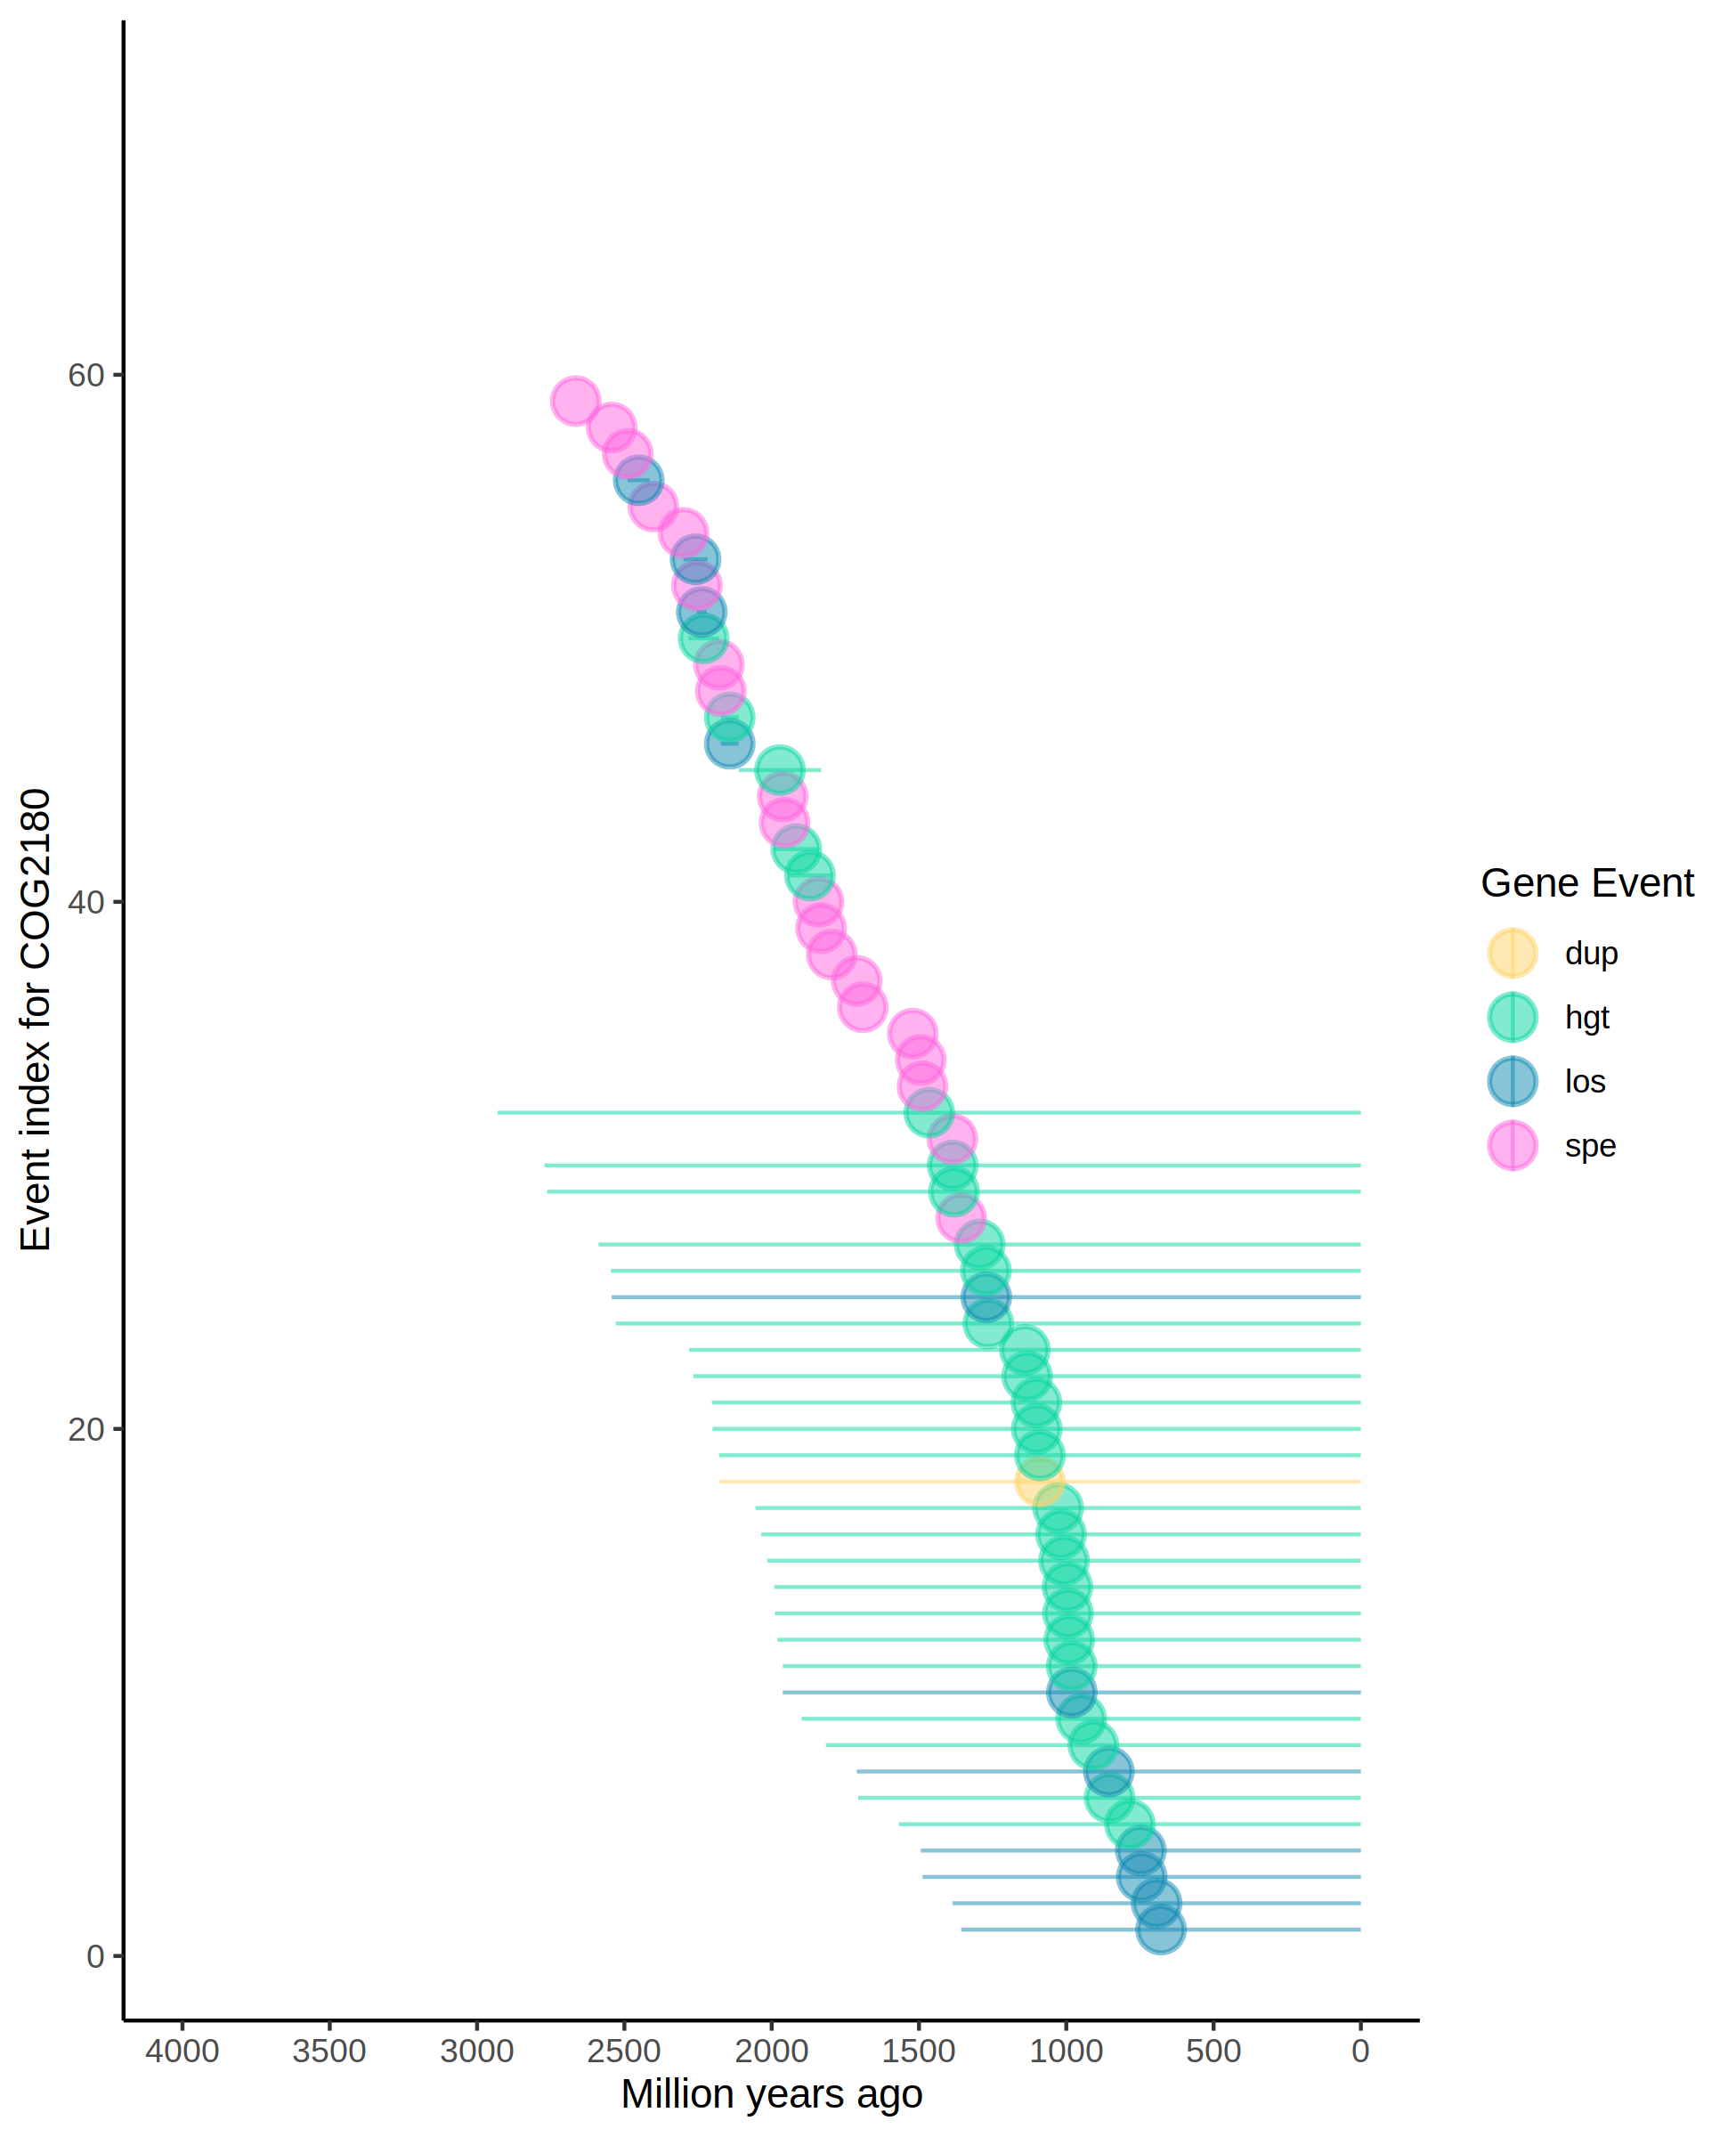 60
40
20
0
Event index for COG2180
4000 3500 3000 2500 2000 1500 1000 500 0
Million years ago
Gene Event
dup
hgt
los
spe